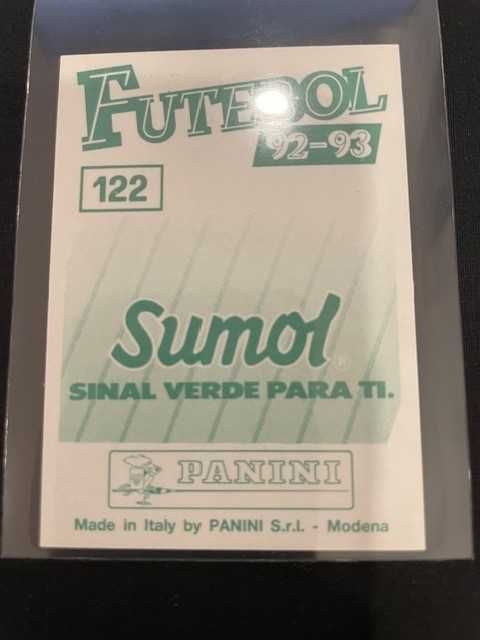 FUTEBOL
92-93
122
Sumol®
SINAL VERDE PARA TI.
PANINI
Made in Italy by PANINI S.r.l. - Modena